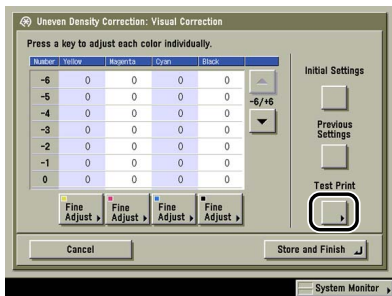 Uneven Density Correction: Visual Correction
Press a key to adjust each color individually.
Number Yellow Magenta Cyan Black
-6 0 0 0 0
-5 0 0 0 0
-4 0 0 0 0
-3 0 0 0 0
-2 0 0 0 0
-1 0 0 0 0
0 0 0 0 0
-6/+6
Initial Settings
Previous
Settings
Test Print
Fine
Adjust
Fine
Adjust
Fine
Adjust
Fine
Adjust
Cancel
Store and Finish
System Monitor